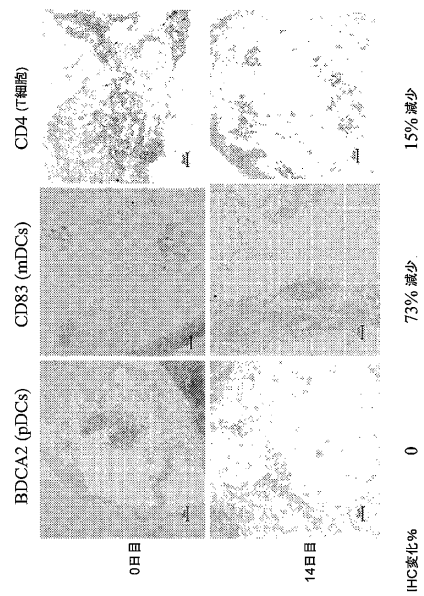 BDCA2 (pDCs)
CD83 (mDCs)
CD4 (T細胞)
0日目
14日目
IHC変化%
0
73% 減少
15% 減少